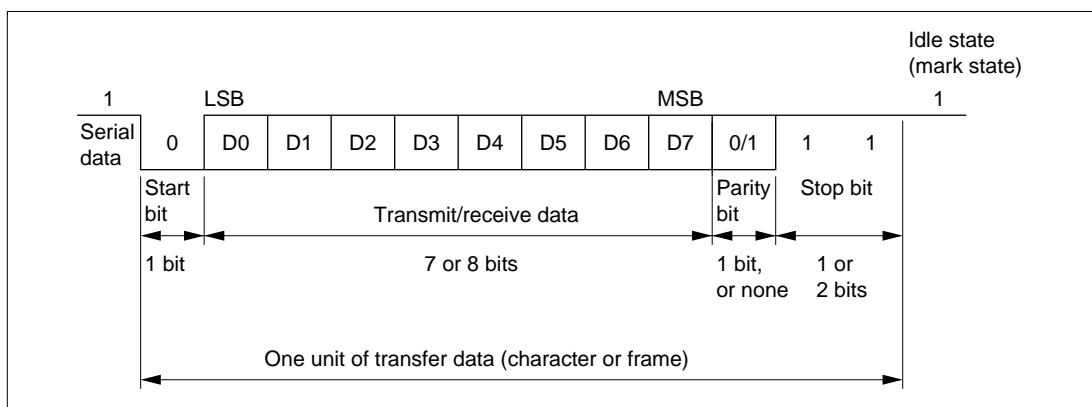 Idle state
(mark state)
1 LSB MSB 1
Serial
data
0 D0 D1 D2 D3 D4 D5 D6 D7 0/1 1 1
Start
bit
Transmit/receive data
Parity
bit
Stop bit
1 bit
7 or 8 bits
1 bit,
or none
1 or
2 bits
One unit of transfer data (character or frame)